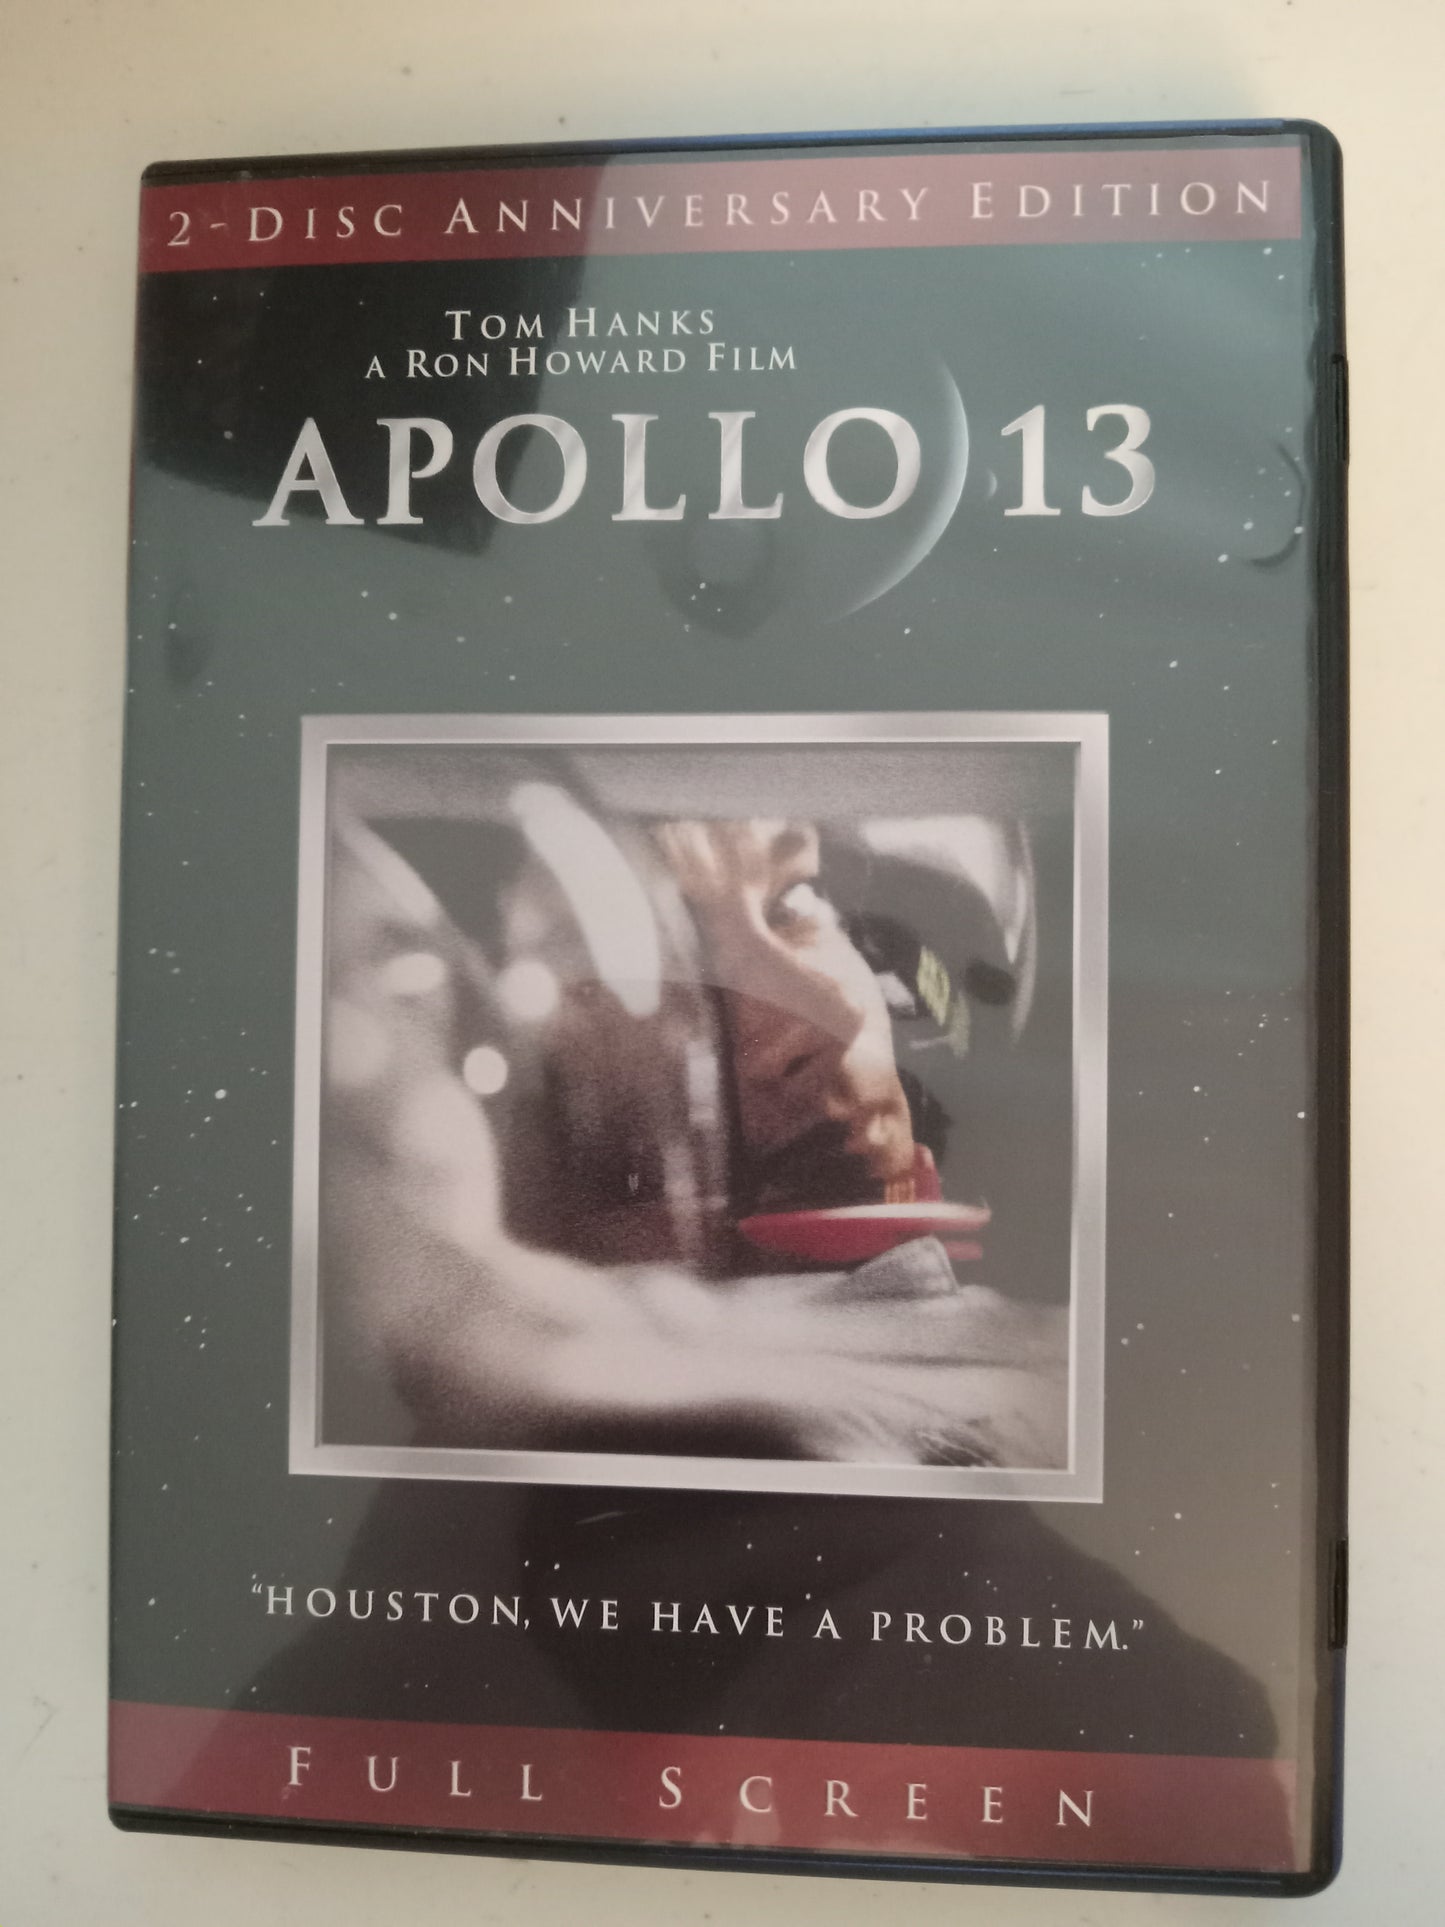 2-Disc Anniversary Edition
Tom Hanks
a Ron Howard Film
APOLLO 13
"HOUSTON, WE HAVE A PROBLEM."
Full Screen